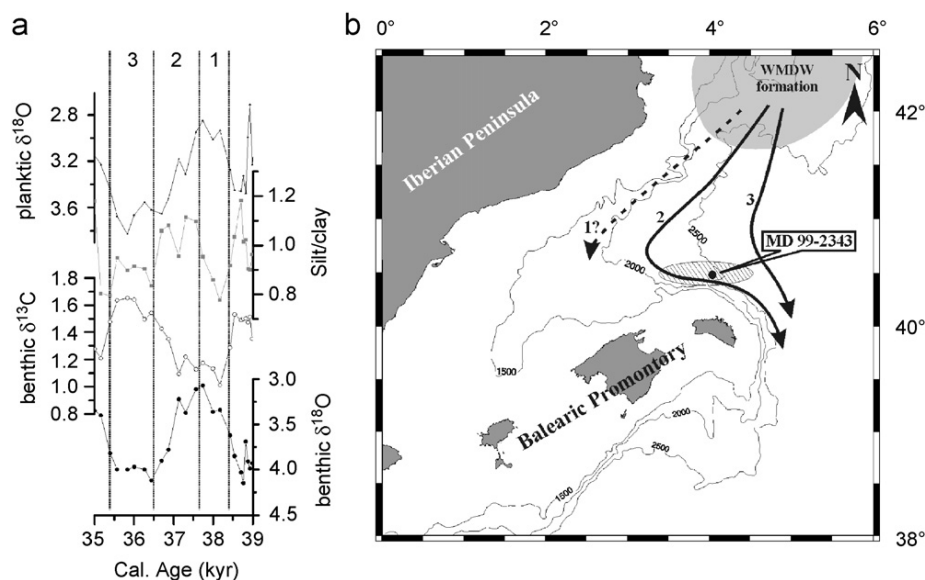 a
3 2 1
planktic δ18O
2.8
3.2
3.6
Silt/clay
1.2
1.0
0.8
benthic δ13C
1.8
1.6
1.4
1.2
1.0
0.8
benthic δ18O
3.0
3.5
4.0
4.5
35 36 37 38 39
Cal. Age (kyr)
b
0° 2° 4° 6°
WMDW
formation
N
42°
Iberian Peninsula
1?
2
3
2500
MD 99-2343
2000
40°
1500
Balearic Promontory
2000
2500
1500
38°